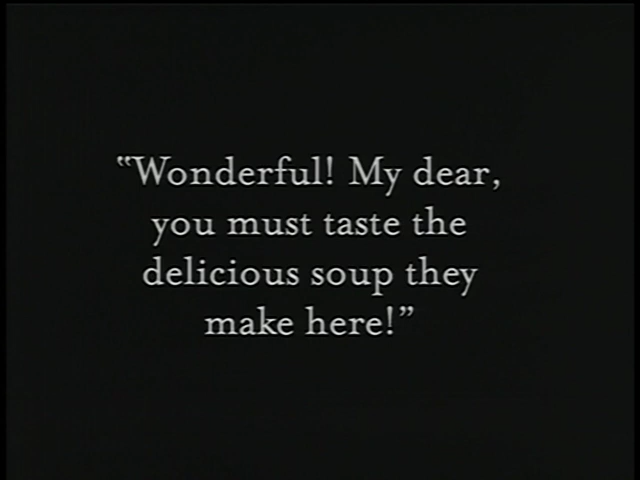 “Wonderful! My dear,
you must taste the
delicious soup they
make here!”